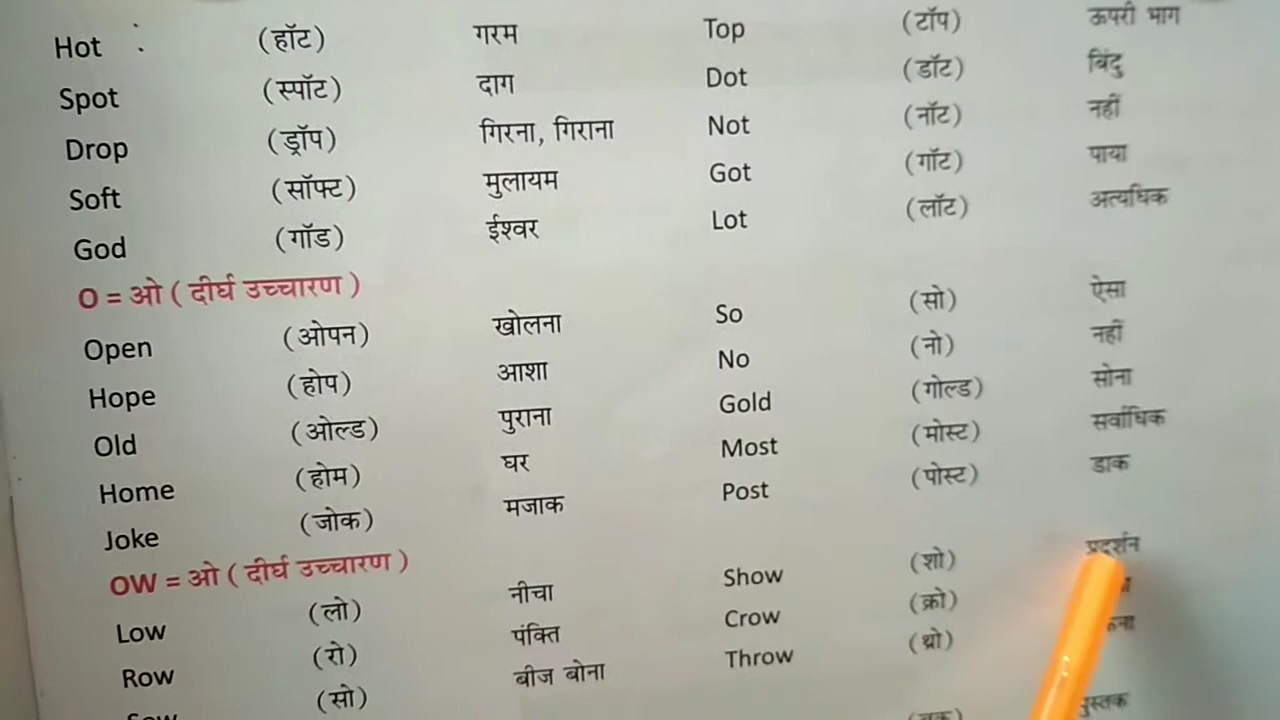 Hot : (हॉट) गरम Top (टॉप) ऊपरी भाग
Spot (स्पॉट) दाग Dot (डॉट) बिंदु
Drop (ड्रॉप) गिरना, गिराना Not (नॉट) नहीं
Soft (सॉफ्ट) मुलायम Got (गॉट) पाया
God (गॉड) ईश्वर Lot (लॉट) अत्यधिक
O = ओ ( दीर्घ उच्चारण )
Open (ओपन) खोलना So (सो) ऐसा
Hope (होप) आशा No (नो) नहीं
Old (ओल्ड) पुराना Gold (गोल्ड) सोना
Home (होम) घर Most (मोस्ट) सर्वाधिक
Joke (जोक) मजाक Post (पोस्ट) डाक
OW = ओ ( दीर्घ उच्चारण )
Low (लो) नीचा Show (शो) प्रदर्शन
Row (रो) पंक्ति Crow (क्रो)
(सो) बीज बोना Throw (थ्रो)